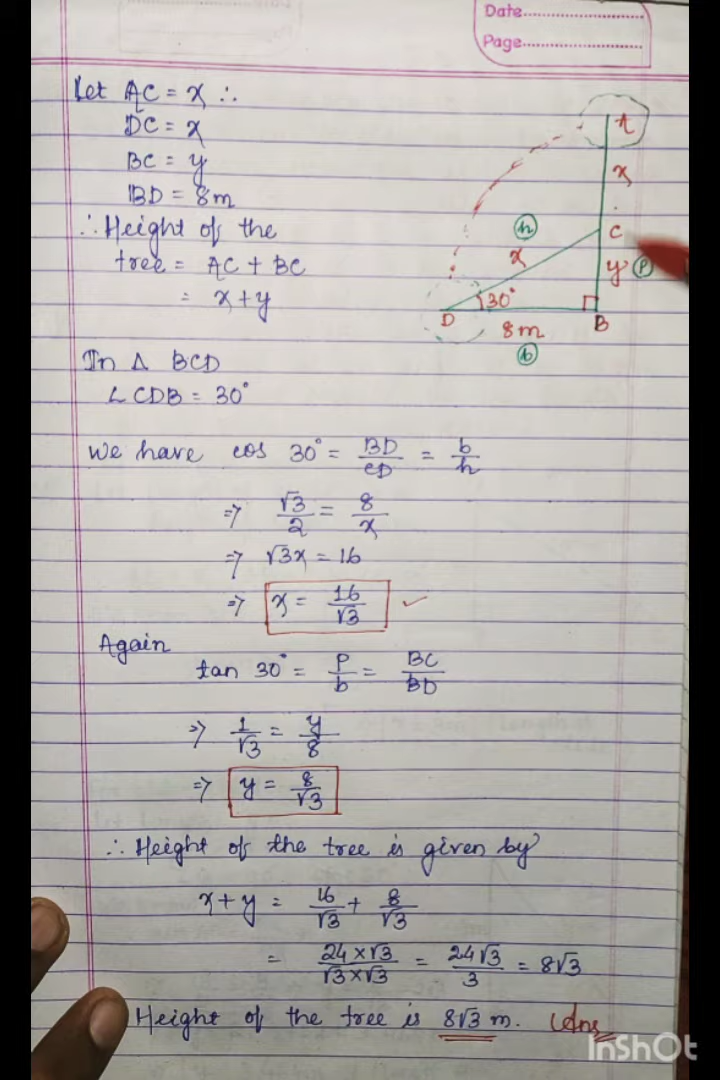 Date
Page
Let AC = x ∴
DC = x
BC = y
BD = 8m
∴ Height of the
tree = AC + BC
= x + y
A
x
C
h
x
y P
30°
D B
8m
b
In Δ BCD
∠CDB = 30°
We have cos 30° = BD/CD = b/h
⇒ √3/2 = 8/x
⇒ √3x = 16
⇒ x = 16/√3 ✓
Again
tan 30° = P/b = BC/BD
⇒ 1/√3 = y/8
⇒ y = 8/√3
∴ Height of the tree is given by
x + y = 16/√3 + 8/√3
= 24 × √3/√3 × √3 = 24√3/3 = 8√3
Height of the tree is 8√3 m. (Ans
InShOt